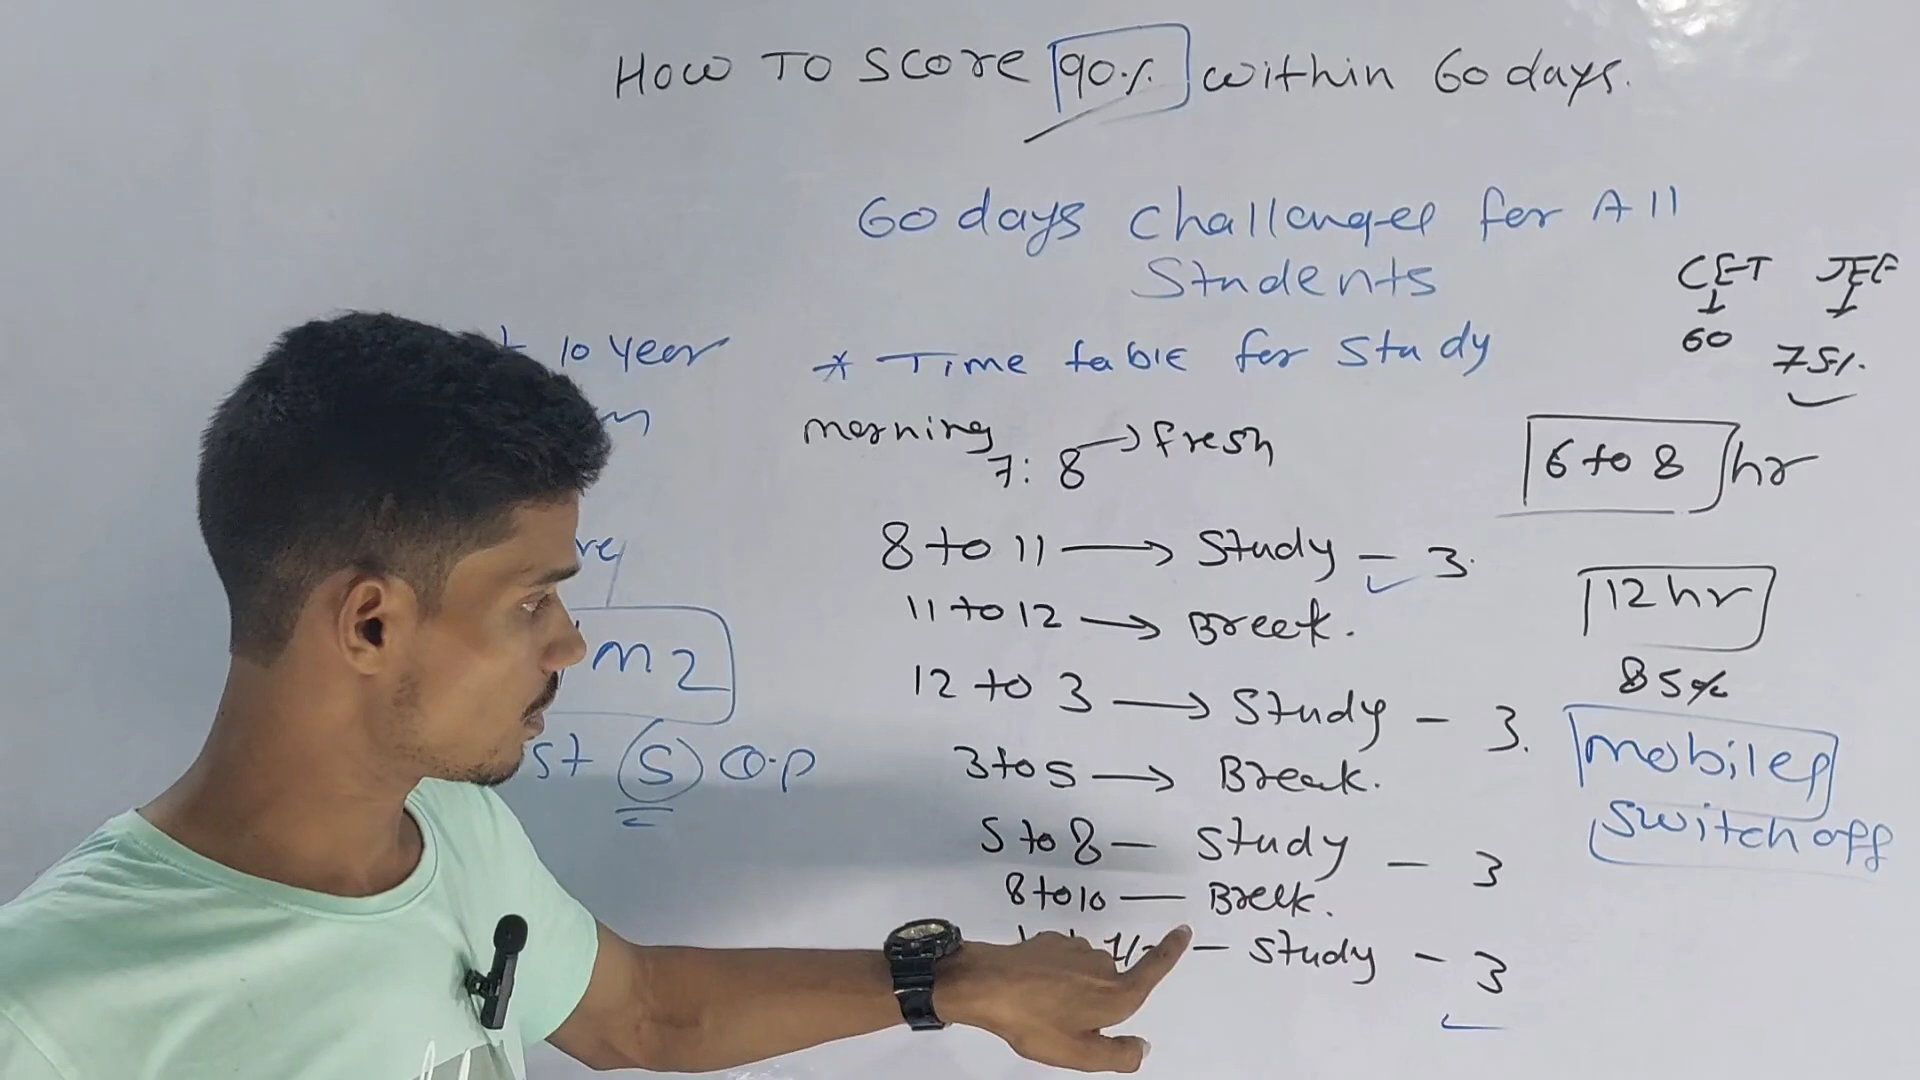 HOW TO SCORE 90% within 60 days.
60 days challenges for All
Students
CET JEE
60 75%.
10 year
* Time table for Study
morning
7: 8 → fresh
6 to 8 hr
8 to 11 → Study - 3.
11 to 12 → Breek.
12 hr
85%
m2
12 to 3 → Study - 3.
st S O.P
3 to 5 → Break.
mobiles
switch off
5 to 8 - Study - 3
8 to 10 - Breek.
- Study - 3